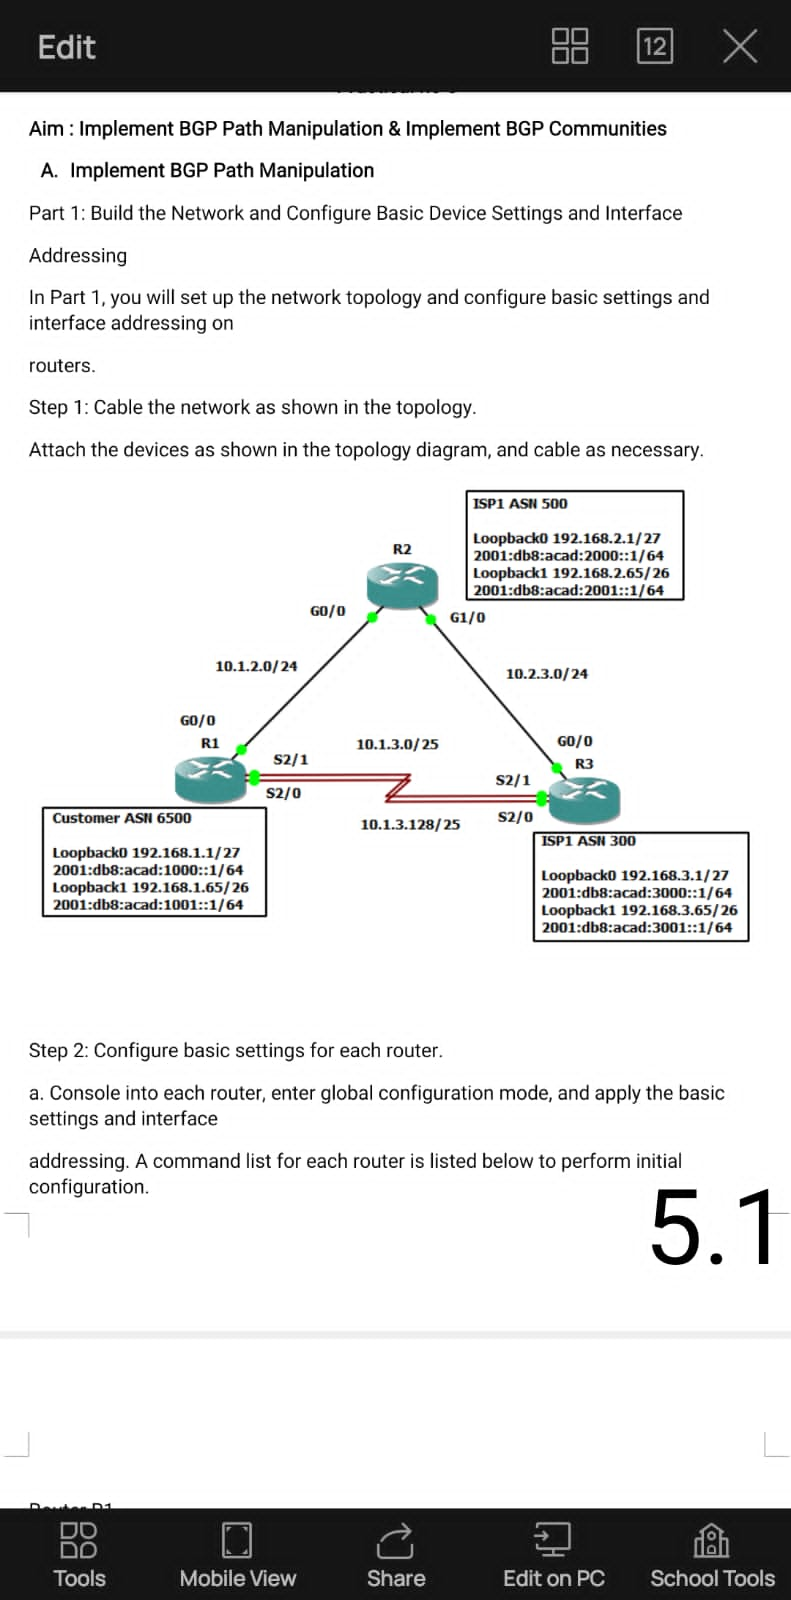 Edit
12
Aim : Implement BGP Path Manipulation & Implement BGP Communities
A. Implement BGP Path Manipulation
Part 1: Build the Network and Configure Basic Device Settings and Interface
Addressing
In Part 1, you will set up the network topology and configure basic settings and
interface addressing on
routers.
Step 1: Cable the network as shown in the topology.
Attach the devices as shown in the topology diagram, and cable as necessary.
ISP1 ASN 500
Loopback0 192.168.2.1/27
2001:db8:acad:2000::1/64
Loopback1 192.168.2.65/26
2001:db8:acad:2001::1/64
R2
G0/0
G1/0
10.1.2.0/24
10.2.3.0/24
G0/0
R1
S2/1
10.1.3.0/25
G0/0
R3
S2/1
S2/0
10.1.3.128/25
S2/0
Customer ASN 6500
Loopback0 192.168.1.1/27
2001:db8:acad:1000::1/64
Loopback1 192.168.1.65/26
2001:db8:acad:1001::1/64
ISP1 ASN 300
Loopback0 192.168.3.1/27
2001:db8:acad:3000::1/64
Loopback1 192.168.3.65/26
2001:db8:acad:3001::1/64
Step 2: Configure basic settings for each router.
a. Console into each router, enter global configuration mode, and apply the basic
settings and interface
addressing. A command list for each router is listed below to perform initial
configuration.
5.1
Tools
Mobile View
Share
Edit on PC
School Tools